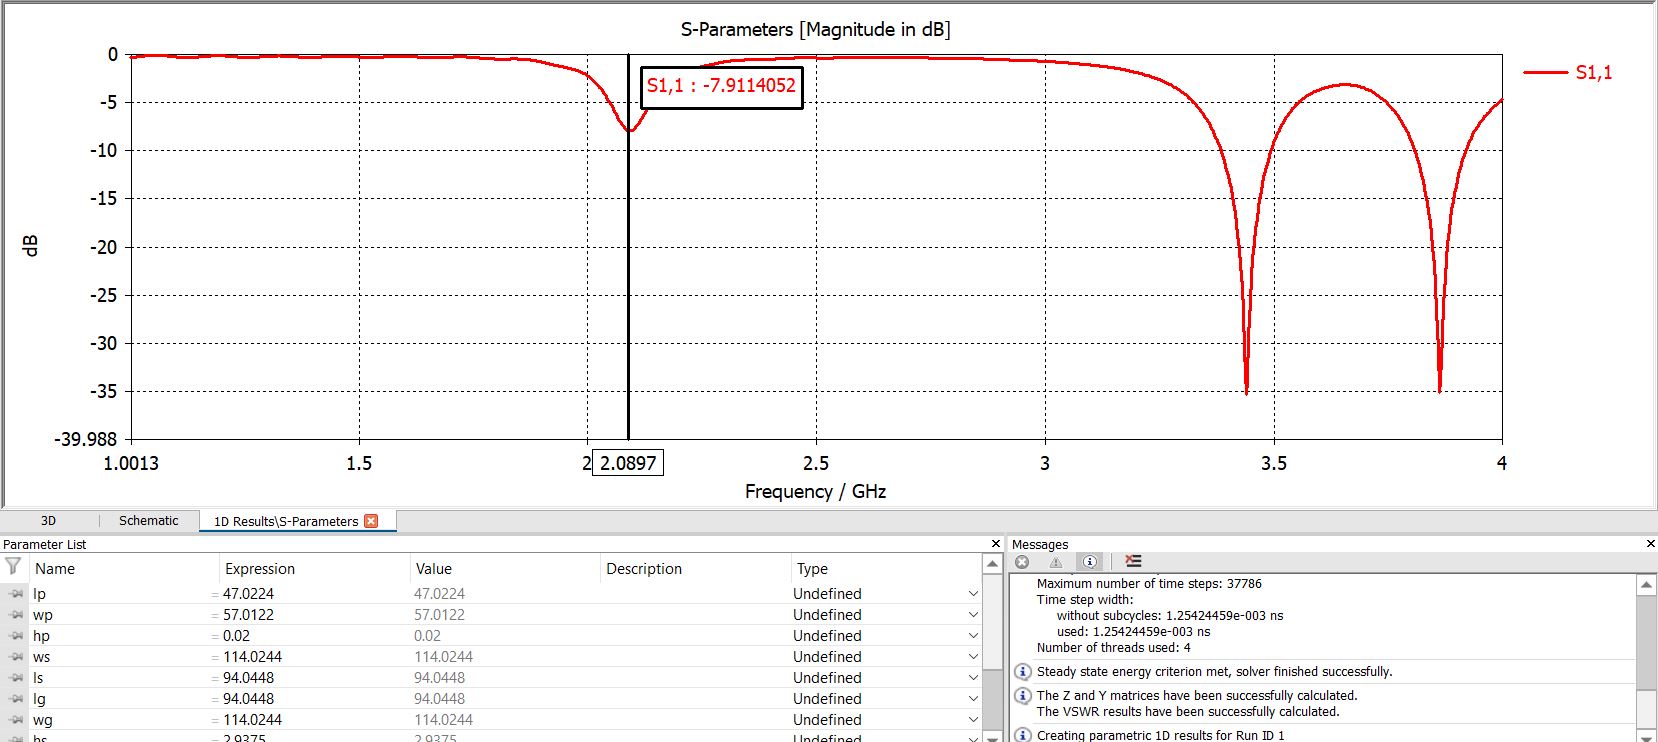 S-Parameters [Magnitude in dB]
0
S1,1 : -7.9114052
S1,1
-5
-10
-15
-20
dB
-25
-30
-35
-39.988
1.0013 1.5 2 2.0897 2.5 3 3.5 4
Frequency / GHz
3D Schematic 1D Results\S-Parameters
Parameter List
Name Expression Value Description Type
lp = 47.0224 47.0224 Undefined
wp = 57.0122 57.0122 Undefined
hp = 0.02 0.02 Undefined
ws = 114.0244 114.0244 Undefined
ls = 94.0448 94.0448 Undefined
lg = 94.0448 94.0448 Undefined
wg = 114.0244 114.0244 Undefined
hs = 2.9375 2.9375 Undefined
Messages
Maximum number of time steps: 37786
Time step width:
without subcycles: 1.25424459e-003 ns
used: 1.25424459e-003 ns
Number of threads used: 4
Steady state energy criterion met, solver finished successfully.
The Z and Y matrices have been successfully calculated.
The VSWR results have been successfully calculated.
Creating parametric 1D results for Run ID 1